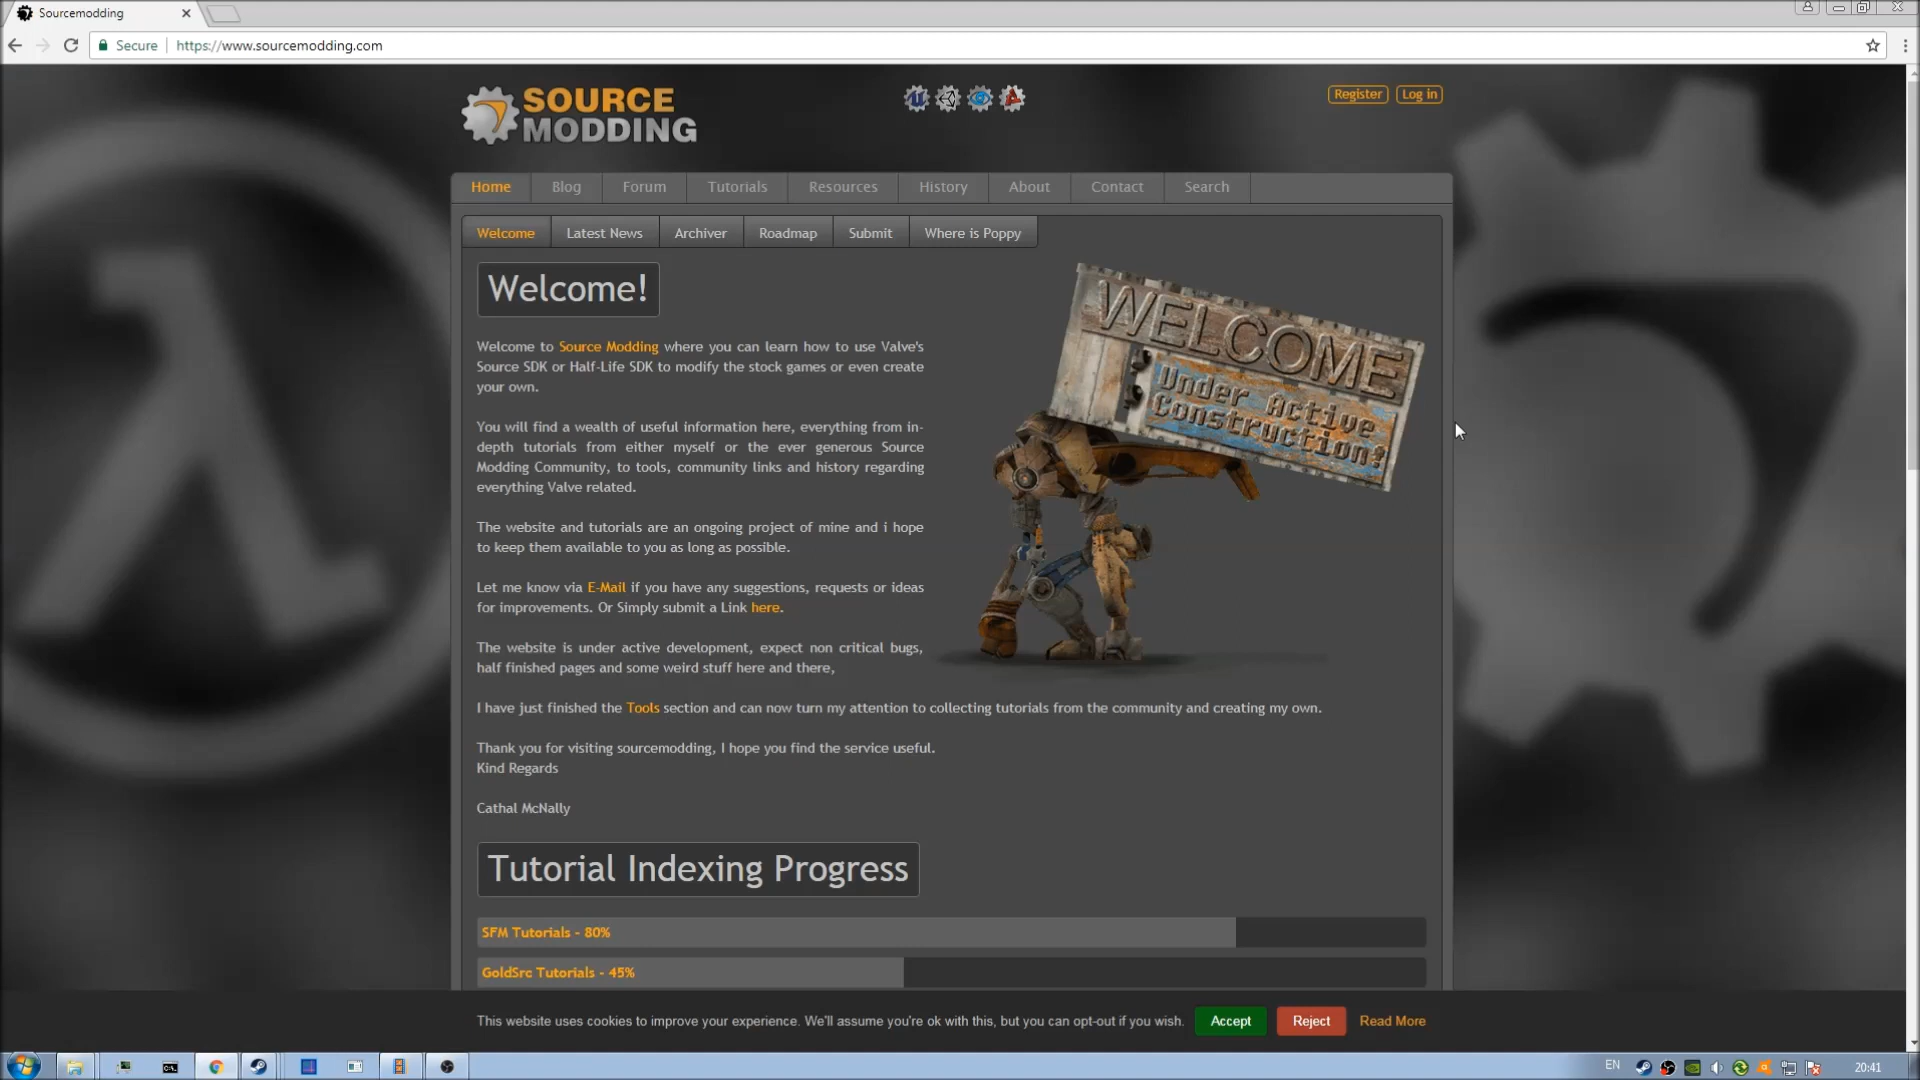 Sourcemodding
Secure https://www.sourcemodding.com
SOURCE
MODDING
Register Log in
Home Blog Forum Tutorials Resources History About Contact Search
Welcome Latest News Archiver Roadmap Submit Where is Poppy
Welcome!
WELCOME
Under Active
Construction!
Welcome to Source Modding where you can learn how to use Valve's
Source SDK or Half-Life SDK to modify the stock games or even create
your own.
You will find a wealth of useful information here, everything from in-
depth tutorials from either myself or the ever generous Source
Modding Community, to tools, community links and history regarding
everything Valve related.
The website and tutorials are an ongoing project of mine and i hope
to keep them available to you as long as possible.
Let me know via E-Mail if you have any suggestions, requests or ideas
for improvements. Or Simply submit a Link here.
The website is under active development, expect non critical bugs,
half finished pages and some weird stuff here and there,
I have just finished the Tools section and can now turn my attention to collecting tutorials from the community and creating my own.
Thank you for visiting sourcemodding, I hope you find the service useful.
Kind Regards
Cathal McNally
Tutorial Indexing Progress
SFM Tutorials - 80%
GoldSrc Tutorials - 45%
This website uses cookies to improve your experience. We'll assume you're ok with this, but you can opt-out if you wish. Accept Reject Read More
EN 20:41